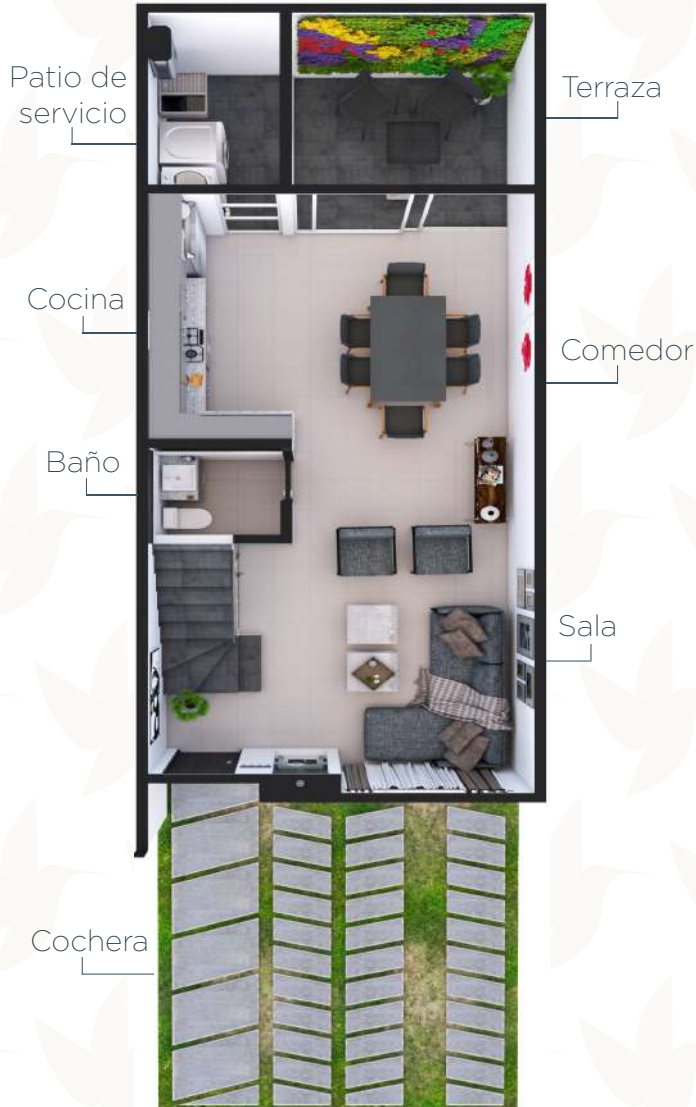 Patio de
servicio
Terraza
Cocina
Comedor
Baño
Sala
Cochera